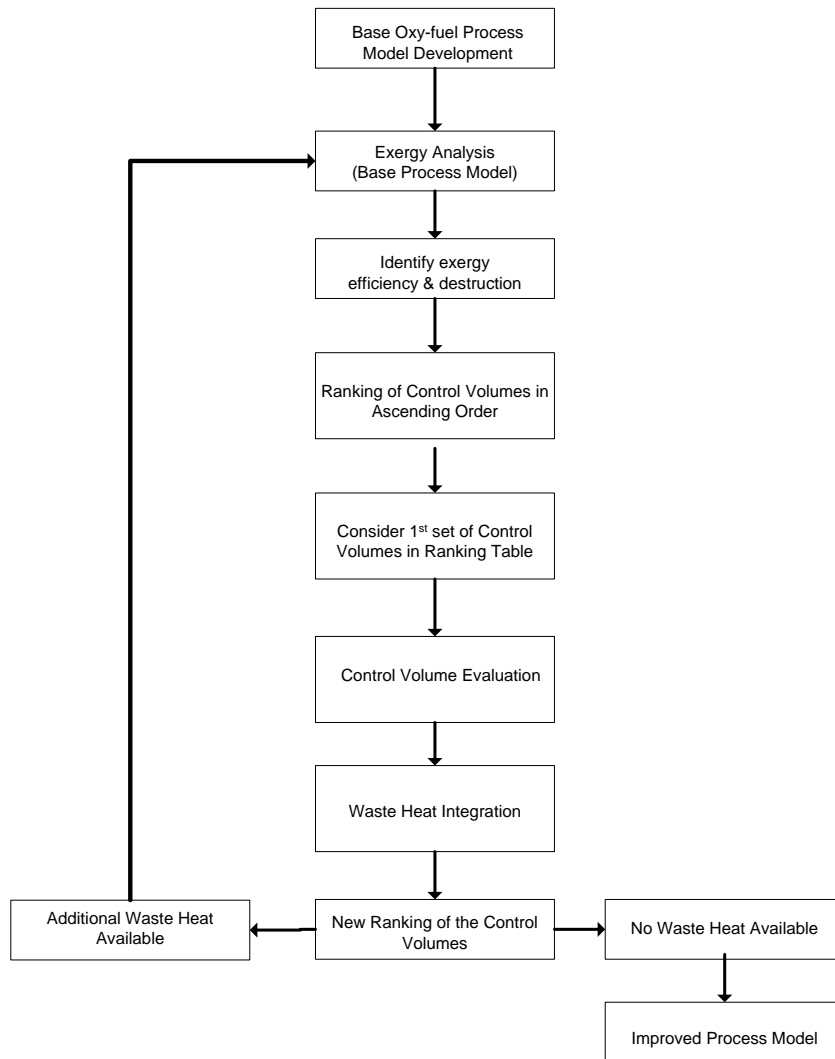 Base Oxy-fuel Process
Model Development
Exergy Analysis
(Base Process Model)
Identify exergy
efficiency & destruction
Ranking of Control Volumes in
Ascending Order
Consider 1st set of Control
Volumes in Ranking Table
Control Volume Evaluation
Waste Heat Integration
Additional Waste Heat
Available
New Ranking of the Control
Volumes
No Waste Heat Available
Improved Process Model